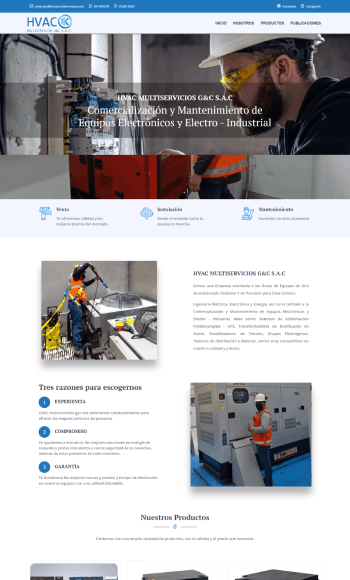 Facebook
Instagram
HVAC
MULTISERVICIOS G&C S.A.C.
INICIO
NOSOTROS
PRODUCTOS
PUBLICACIONES
HVAC MULTISERVICIOS G&C S.A.C
Comercialización y Mantenimiento de
Equipos Electrónicos y Electro - Industrial
Venta
Te ofrecemos calidad y los
mejores precios del mercado.
Instalación
Desde el traslado hasta la
puesta en marcha.
Mantenimiento
Excelente servicio postventa
HVAC MULTISERVICIOS G&C S.A.C
Somos una Empresa orientada a las Áreas de Equipos de Aire
Acondicionado Estándar Y de Precisión para Data Centers.
Ingeniería eléctrica, Electrónica y Energía, así como también a la
Comercialización y Mantenimiento de Equipos Electrónicos y
Electro - Industrial, tales como Sistemas de Alimentación
Ininterrumpida - UPS, Transformadores de Distribución en
Aceite, Estabilizadores de Tensión, Grupos Electrógenos,
Tableros de distribución y Baterías, somos muy competitivos en
cuanto a calidad y precio.
Tres razones para escogernos
1 EXPERIENCIA
HVAC multiservicios gyc nos esforzamos constantemente para
ofrecer los mejores servicios de posventa.
2 COMPROMISO
Te ayudamos a encontrar las mejores soluciones en energía de
respaldo y protección eléctrica con la seguridad de la necesitas,
además de estar presentes en todo momento.
3 GARANTÍA
Te brindamos las mejores marcas y precios y tiempo de fabricación
en nuestros equipos con una calidad inigualable.
Nuestros Productos
Contamos con una amplia variedad de productos, con la calidad y el precio que necesitas.